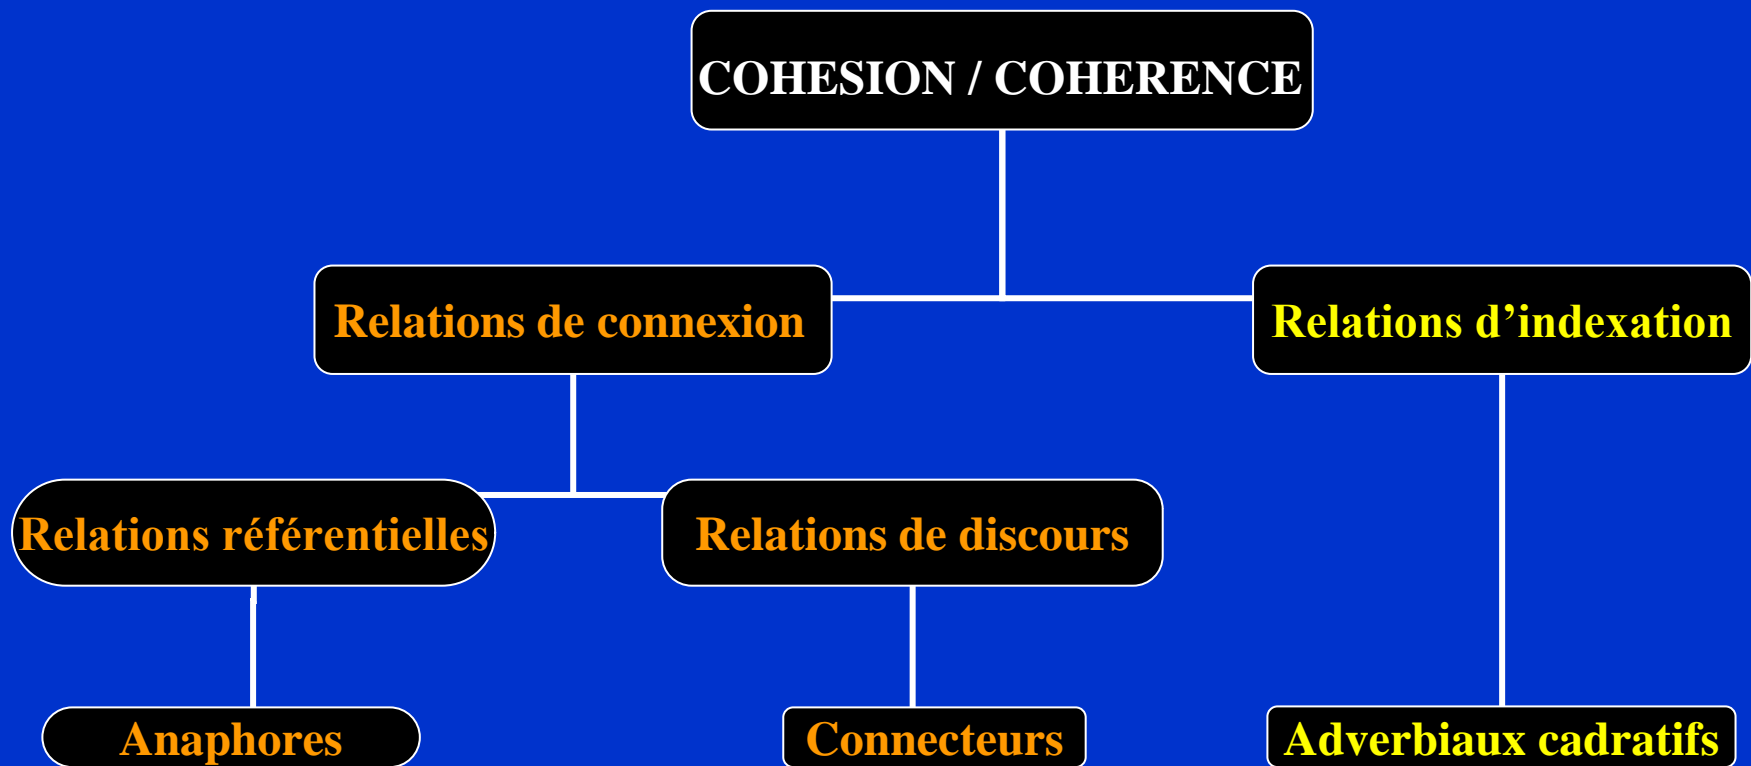 COHESION / COHERENCE
Relations de connexion
Relations d’indexation
Relations référentielles
Relations de discours
Anaphores
Connecteurs
Adverbiaux cadratifs